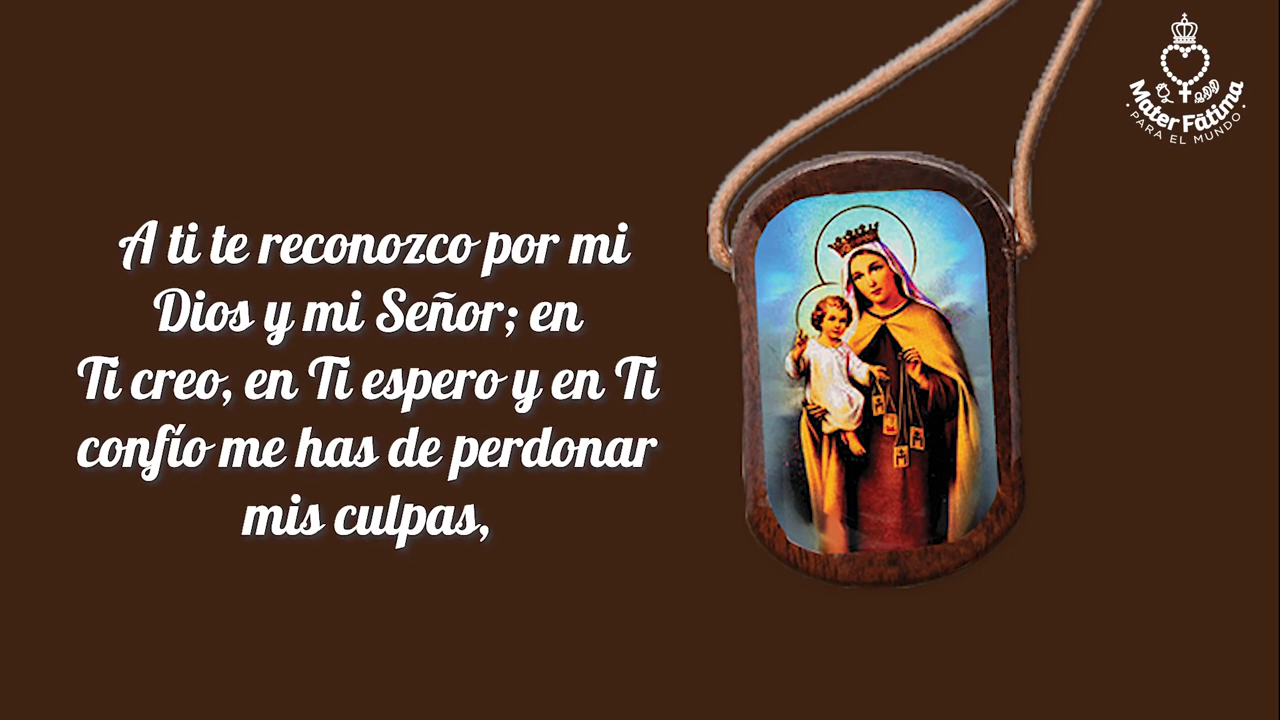 A ti te reconozco por mi
Dios y mi Señor; en
Ti creo, en Ti espero y en Ti
confío me has de perdonar
mis culpas,
Mater Fātima
· PARA EL MUNDO ·